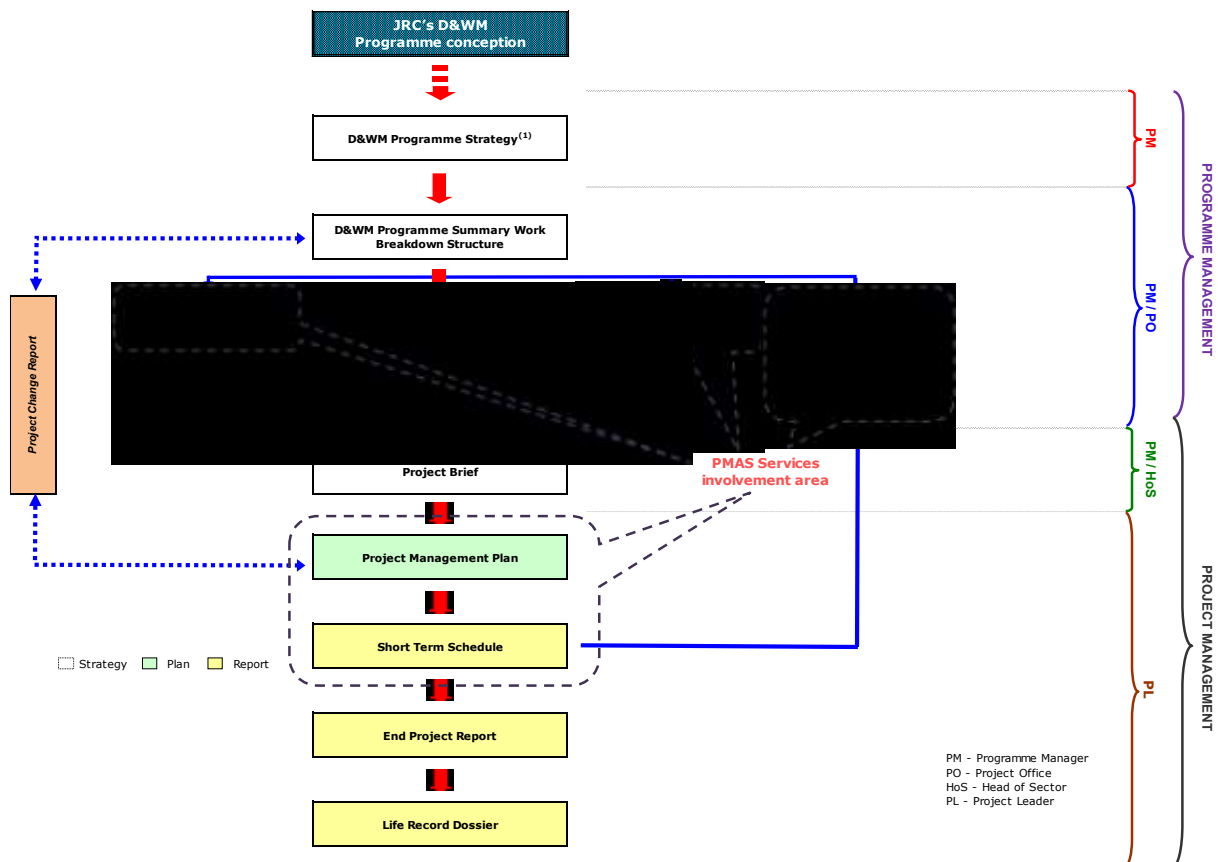 JRC's D&WM
Programme conception
D&WM Programme Strategy(1)
D&WM Programme Summary Work
Breakdown Structure
Project Change Report
Project Brief
PMAS Services
involvement area
Project Management Plan
Short Term Schedule
Strategy Plan Report
End Project Report
Life Record Dossier
PM
PM / PO
PM / HoS
PL
PROGRAMME MANAGEMENT
PROJECT MANAGEMENT
PM - Programme Manager
PO - Project Office
HoS - Head of Sector
PL - Project Leader